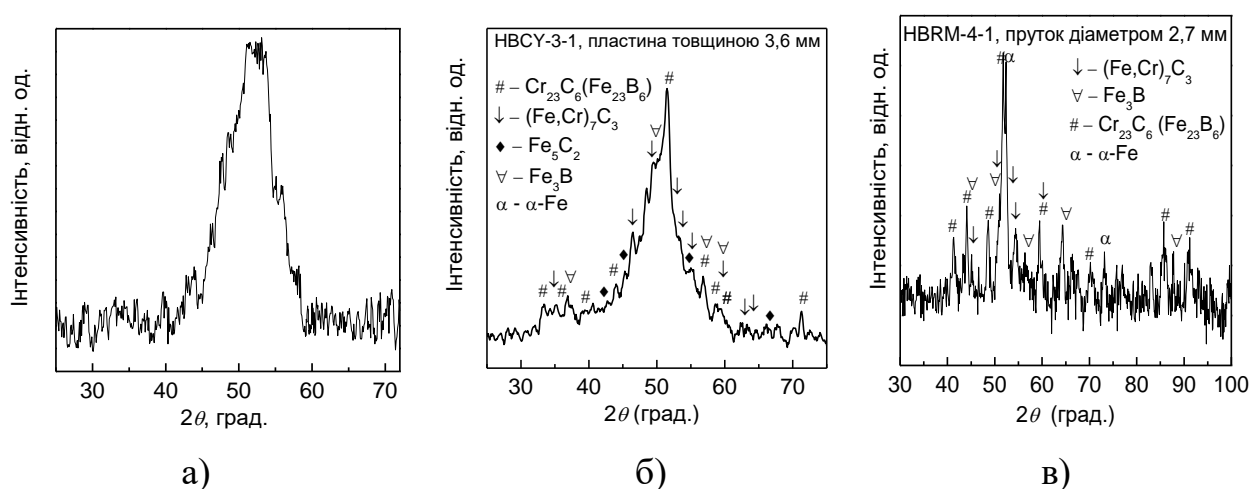 Інтенсивність, відн. од.
30 40 50 60 70
2θ, град.
а)
Інтенсивність, відн. од.
НВСУ-3-1, пластина товщиною 3,6 мм
# – Cr23C6(Fe23B6)
↓ – (Fe,Cr)7C3
♦ – Fe5C2
∀ – Fe3B
α - α-Fe
# ∀ ↓ ↓ ↓ ↓ ♦ # ♦ # ↓ # ∀ # ♦ ↓ ♦ ∀ # ∀ ↓ # # ↓↓ ♦ #
30 40 50 60 70
2θ (град.)
б)
Інтенсивність, відн. од.
HBRM-4-1, пруток діаметром 2,7 мм
#α
↓ – (Fe,Cr)7C3
∀ – Fe3B
# – Cr23C6 (Fe23B6)
α - α-Fe
# # ∀ ↓ # ∀ ↓ ↓ ↓ ∀ ↓ # ∀ # α # ∀ #
30 40 50 60 70 80 90 100
2θ (град.)
в)